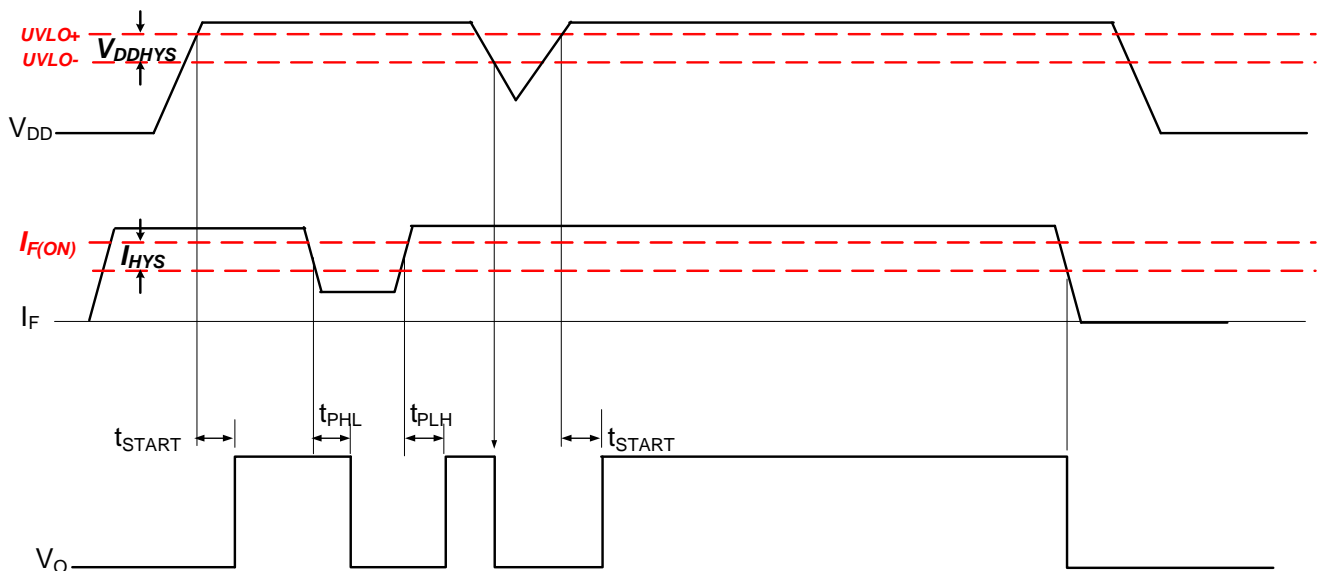 UVLO+
VDDHYS
UVLO-
VDD
IF(ON)
IHYS
IF
tSTART
tPHL
tPLH
tSTART
VO